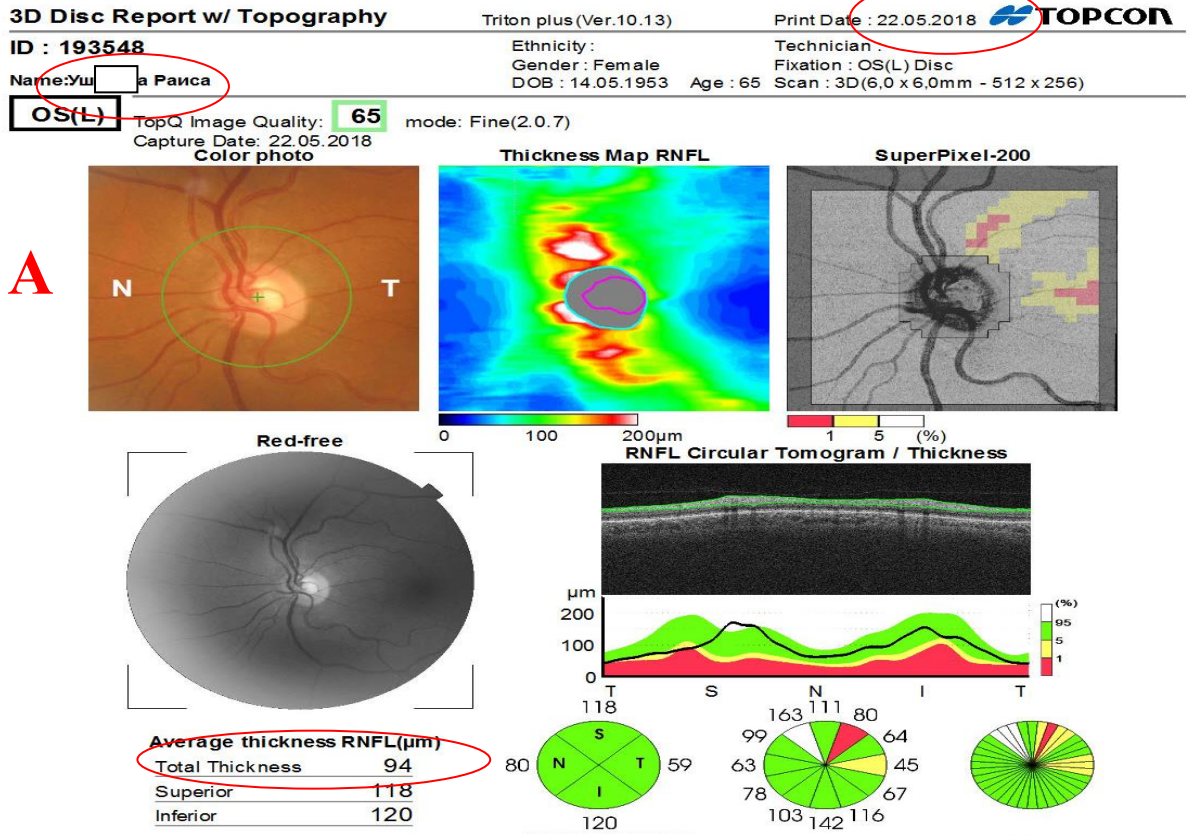 3D Disc Report w/ Topography Triton plus (Ver.10.13) Print Date : 22.05.2018 TOPCON
ID : 193548 Ethnicity : Technician :
Gender : Female Fixation : OS(L) Disc
Name:Уш а Раиса DOB : 14.05.1953 Age : 65 Scan : 3D(6,0 x 6,0mm - 512 x 256)
OS(L) TopQ Image Quality: 65 mode: Fine(2.0.7)
Capture Date: 22.05.2018
Color photo Thickness Map RNFL SuperPixel-200
A
N T
0 100 200µm
1 5 (%)
Red-free
RNFL Circular Tomogram / Thickness
µm
200
100
0
(%)
95
5
1
T S N I T
Average thickness RNFL(µm)
Total Thickness 94
Superior 118
Inferior 120
118
80 S N T I 59
120
111 80 64 45 67 116 142 103 78 63 99 163